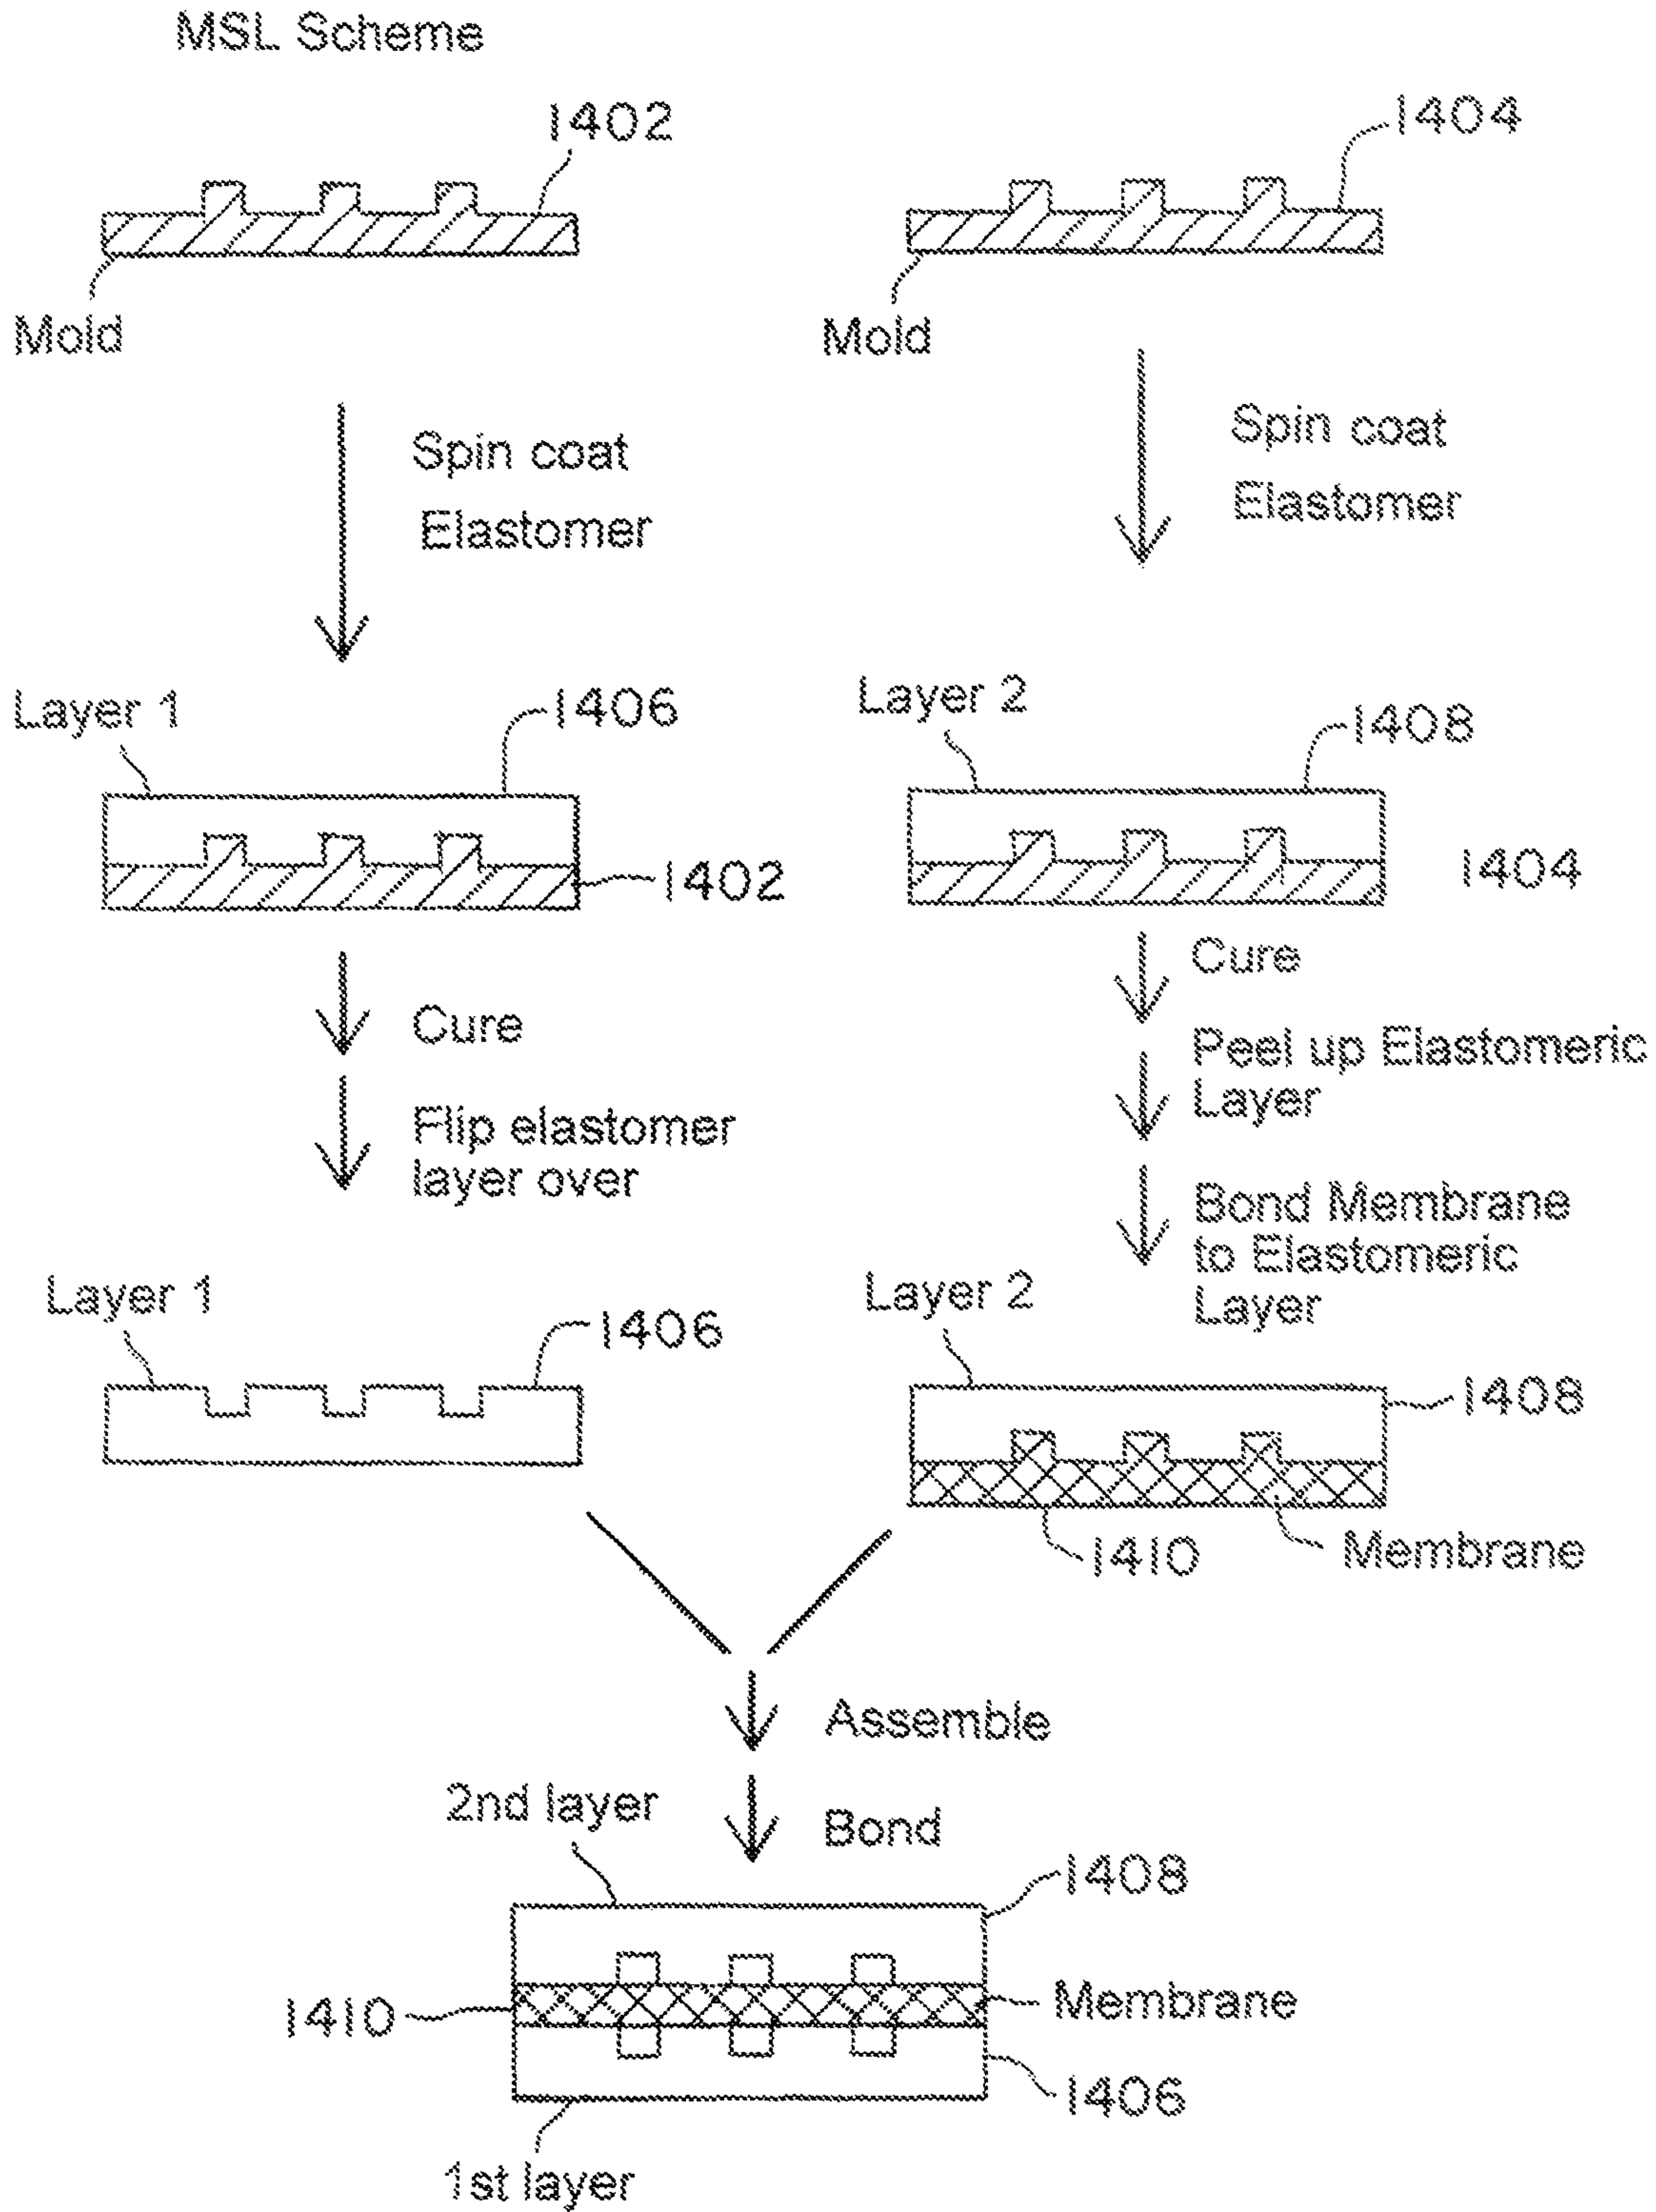 MSL Scheme
1402
1404
Mold
Mold
Spin coat
Elastomer
Spin coat
Elastomer
Layer 1
1406
Layer 2
1408
1402
1404
Cure
Cure
Flip elastomer
layer over
Peel up Elastomeric
Layer
Bond Membrane
to Elastomeric
Layer
Layer 1
1406
Layer 2
1408
1410
Membrane
Assemble
Bond
2nd layer
1408
1410
Membrane
1406
1st layer